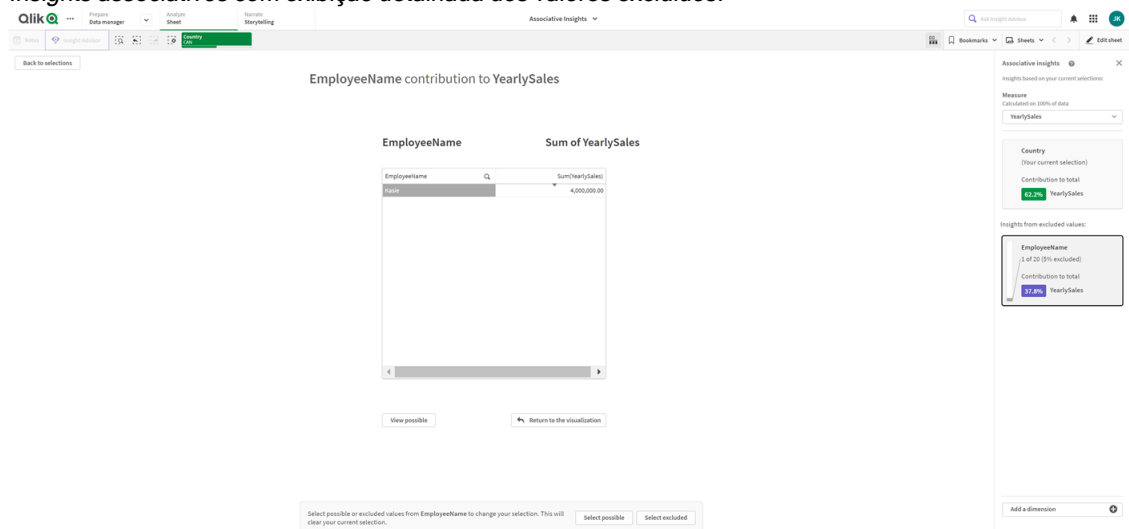 Insights associativos com exibição detalhada dos valores excluídos.
Qlik
Prepare
Data manager
Analyze
Sheet
Narrate
Storytelling
Associative Insights
Ask Insight Advisor
JK
Notes
Insight Advisor
Country
CAN
Bookmarks
Sheets
Edit sheet
Back to selections
EmployeeName contribution to YearlySales
EmployeeName
Sum of YearlySales
EmployeeName
Sum(YearlySales)
Kasie
4,000,000.00
View possible
Return to the visualization
Select possible or excluded values from EmployeeName to change your selection. This will
clear your current selection.
Select possible
Select excluded
Associative insights
Insights based on your current selections:
Measure
Calculated on 100% of data
YearlySales
Country
(Your current selection)
Contribution to total
62.2% YearlySales
Insights from excluded values:
EmployeeName
1 of 20 (5% excluded)
Contribution to total
37.8% YearlySales
Add a dimension